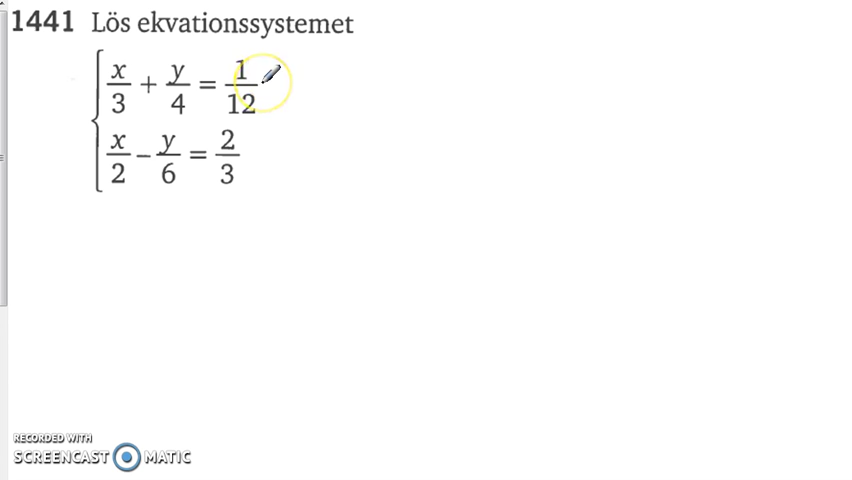 1441 Lös ekvationssystemet
x/3 + y/4 = 1/12
x/2 − y/6 = 2/3
RECORDED WITH
SCREENCAST MATIC